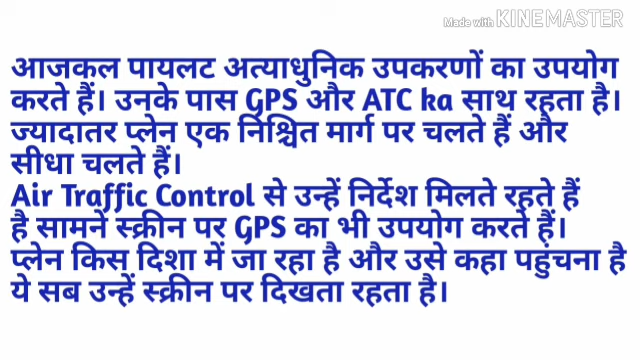 Made with KINEMASTER
आजकल पायलट अत्याधुनिक उपकरणों का उपयोग
करते हैं। उनके पास GPS और ATC ka साथ रहता है।
ज्यादातर प्लेन एक निश्चित मार्ग पर चलते हैं और
सीधा चलते हैं।
Air Traffic Control से उन्हें निर्देश मिलते रहते हैं
है सामने स्क्रीन पर GPS का भी उपयोग करते हैं।
प्लेन किस दिशा में जा रहा है और उसे कहा पहुंचना है
ये सब उन्हें स्क्रीन पर दिखता रहता है।